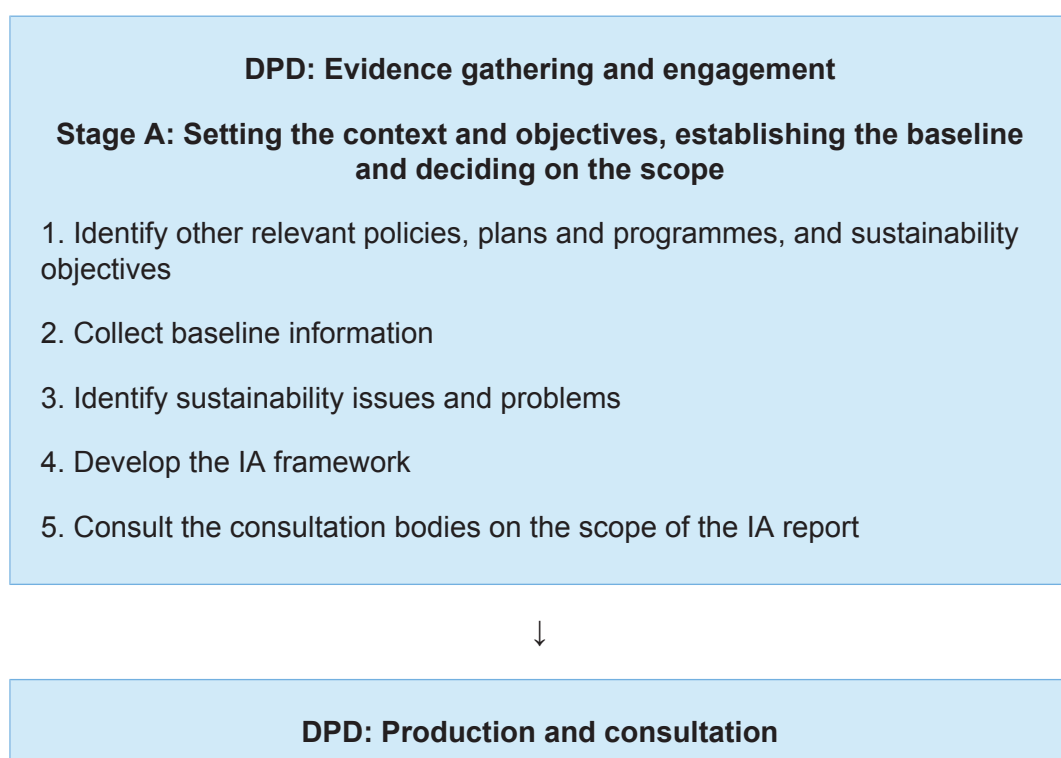 DPD: Evidence gathering and engagement
Stage A: Setting the context and objectives, establishing the baseline
and deciding on the scope
1. Identify other relevant policies, plans and programmes, and sustainability
objectives
2. Collect baseline information
3. Identify sustainability issues and problems
4. Develop the IA framework
5. Consult the consultation bodies on the scope of the IA report
↓
DPD: Production and consultation